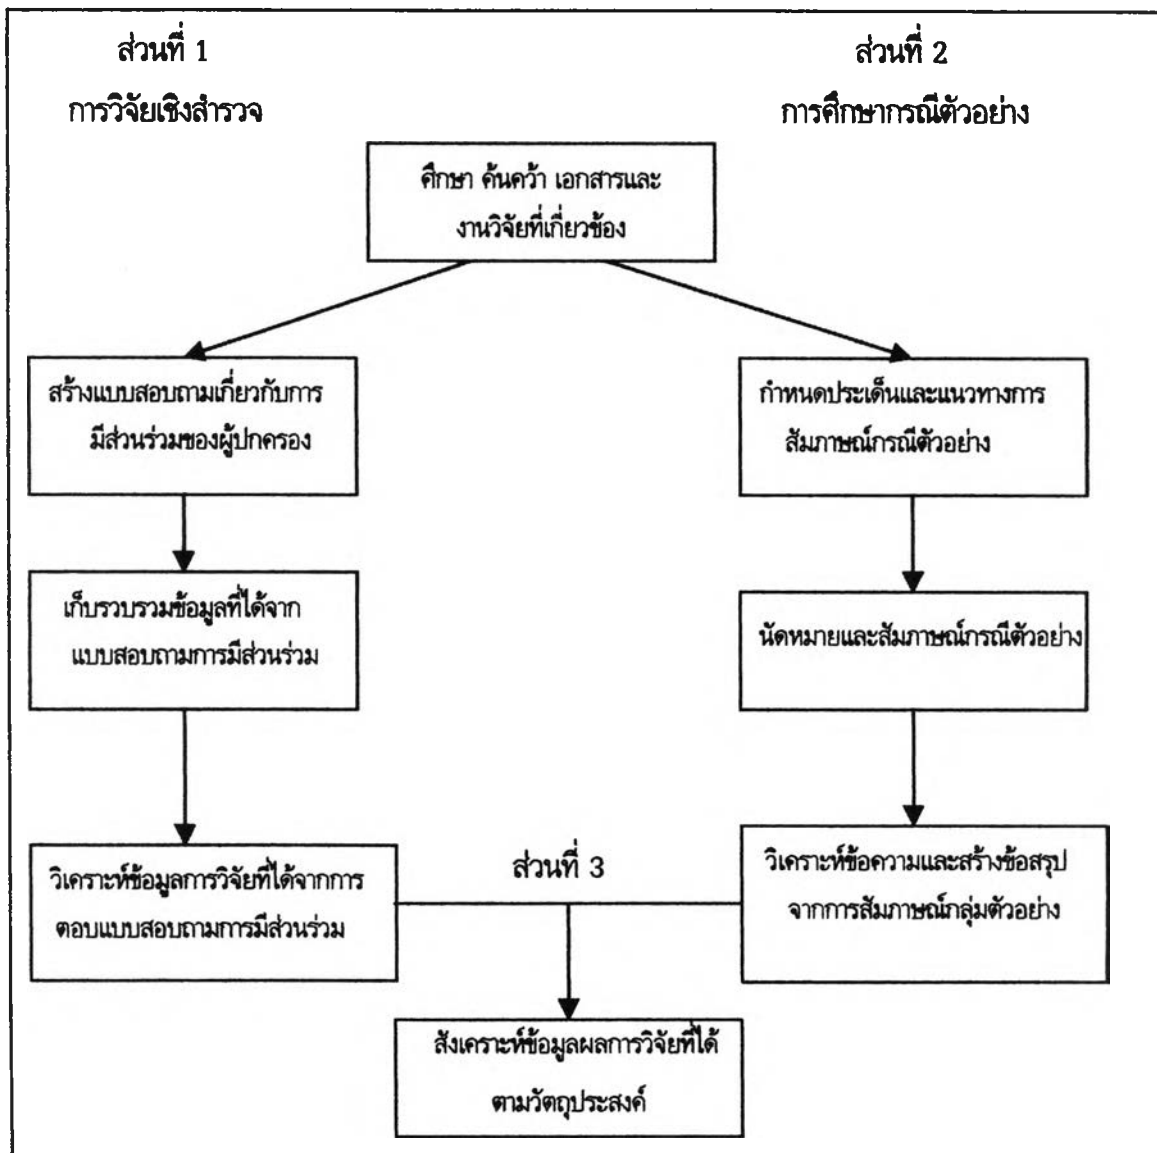 ส่วนที่ 1
การวิจัยเชิงสำรวจ
ส่วนที่ 2
การศึกษากรณีตัวอย่าง
ศึกษา ค้นคว้า เอกสารและ
งานวิจัยที่เกี่ยวข้อง
สร้างแบบสอบถามเกี่ยวกับการ
มีส่วนร่วมของผู้ปกครอง
กำหนดประเด็นและแนวทางการ
สัมภาษณ์กรณีตัวอย่าง
เก็บรวบรวมข้อมูลที่ได้จาก
แบบสอบถามการมีส่วนร่วม
นัดหมายและสัมภาษณ์กรณีตัวอย่าง
วิเคราะห์ข้อมูลการวิจัยที่ได้จากการ
ตอบแบบสอบถามการมีส่วนร่วม
ส่วนที่ 3
วิเคราะห์ข้อความและสร้างข้อสรุป
จากการสัมภาษณ์กลุ่มตัวอย่าง
สังเคราะห์ข้อมูลผลการวิจัยที่ได้
ตามวัตถุประสงค์